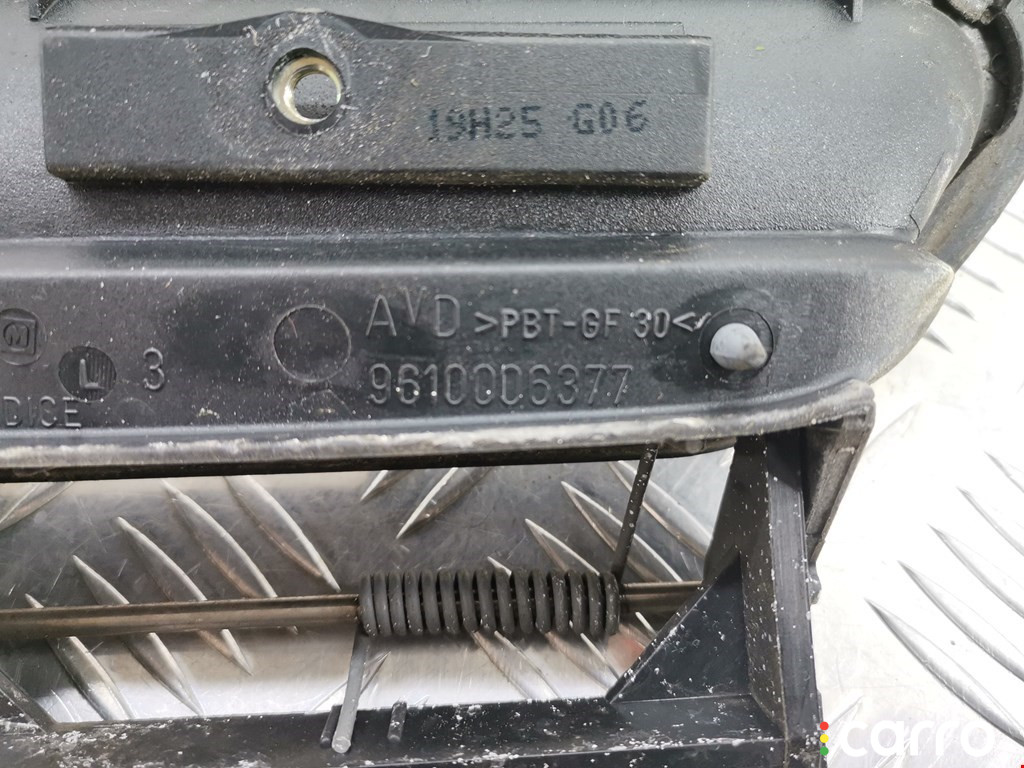 19H25 G06
AVD >PBT-GF 30<
M
L 3
9610006377
DICE
carro